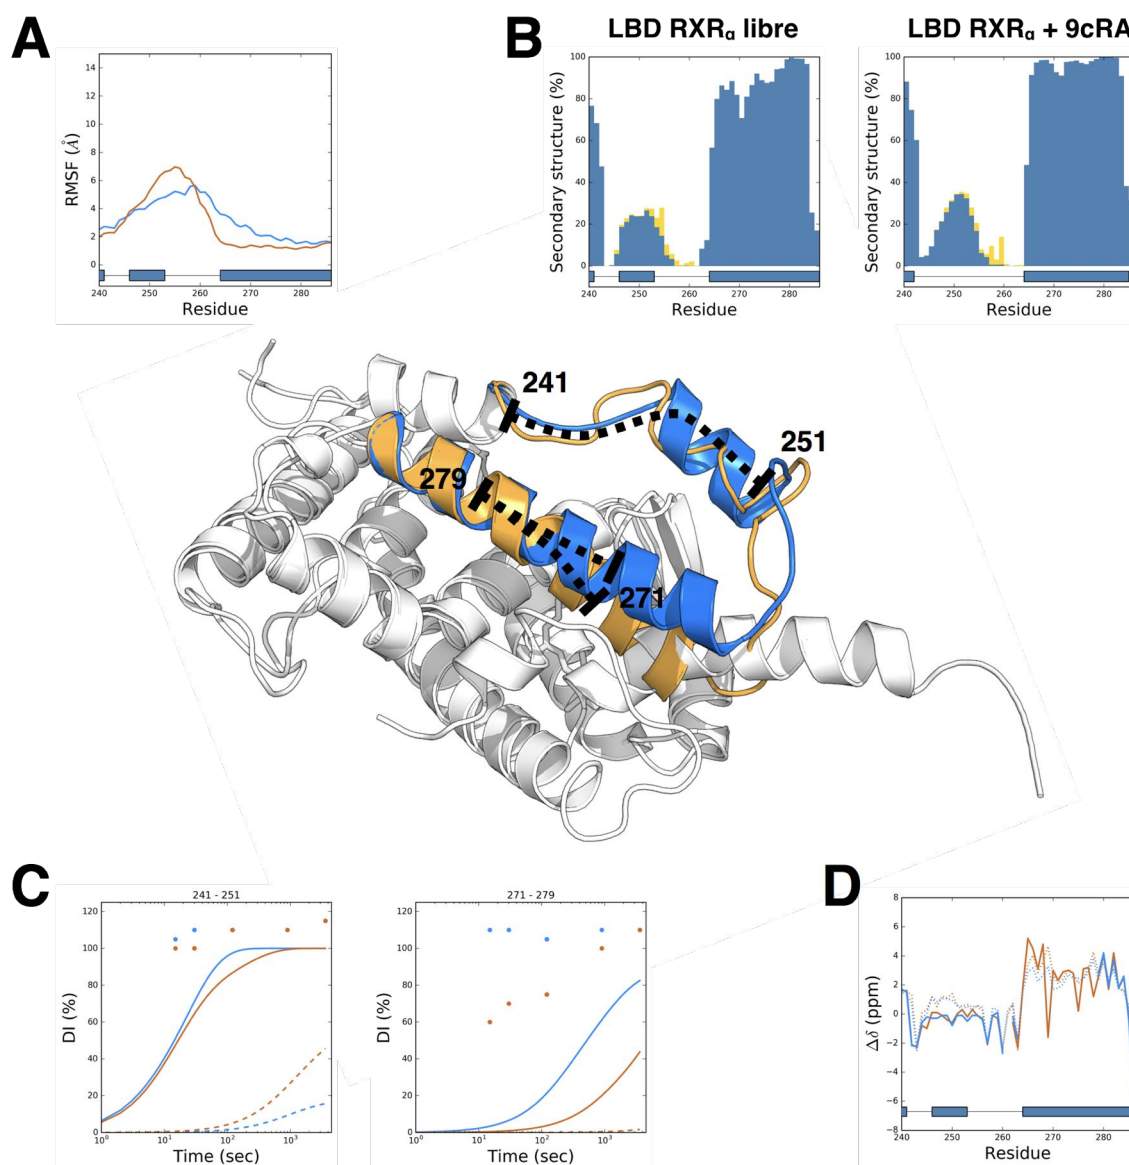 A
B
LBD RXRα libre
LBD RXRα + 9cRA
RMSF (Å)
14
12
10
8
6
4
2
0
240 250 260 270 280
Residue
Secondary structure (%)
100
80
60
40
20
0
240 250 260 270 280
Residue
Secondary structure (%)
100
80
60
40
20
0
240 250 260 270 280
Residue
241
251
279
271
C
241 - 251
DI (%)
120
100
80
60
40
20
0
10⁰ 10¹ 10² 10³
Time (sec)
271 - 279
DI (%)
120
100
80
60
40
20
0
10⁰ 10¹ 10² 10³
Time (sec)
D
Δδ (ppm)
8
6
4
2
0
−2
−4
−6
−8
240 250 260 270 280
Residue